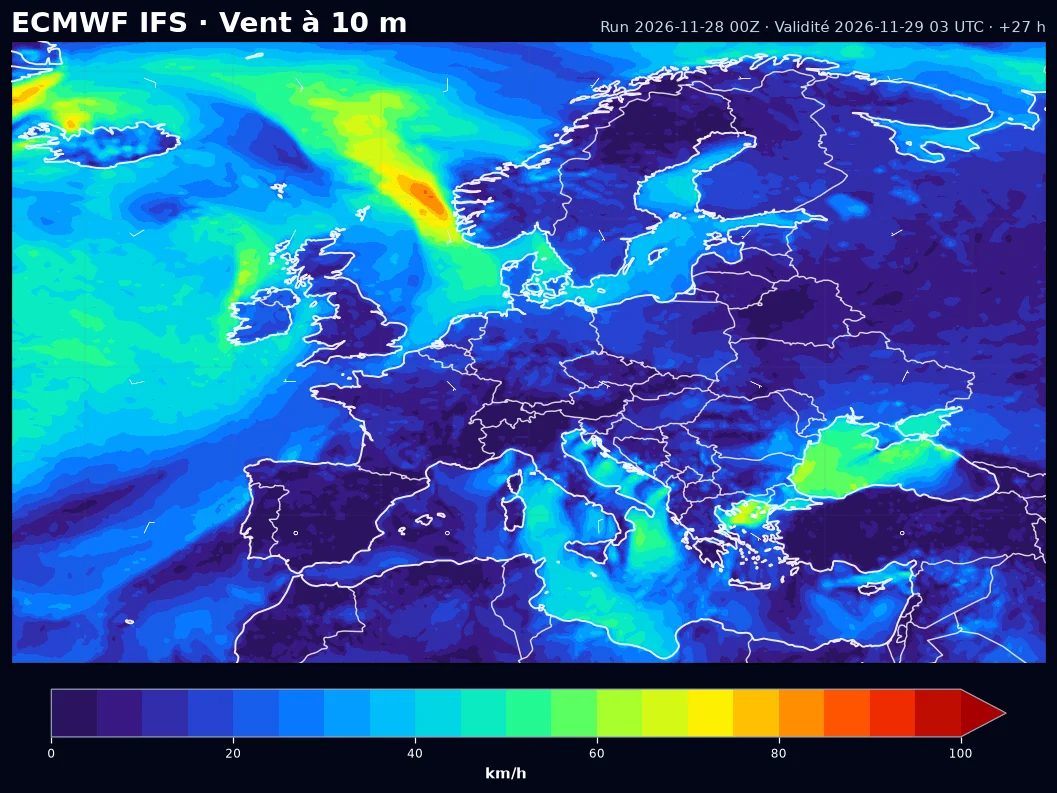 ECMWF IFS · Vent à 10 m
Run 2026-11-28 00Z · Validité 2026-11-29 03 UTC · +27 h
0 20 40 60 80 100
km/h